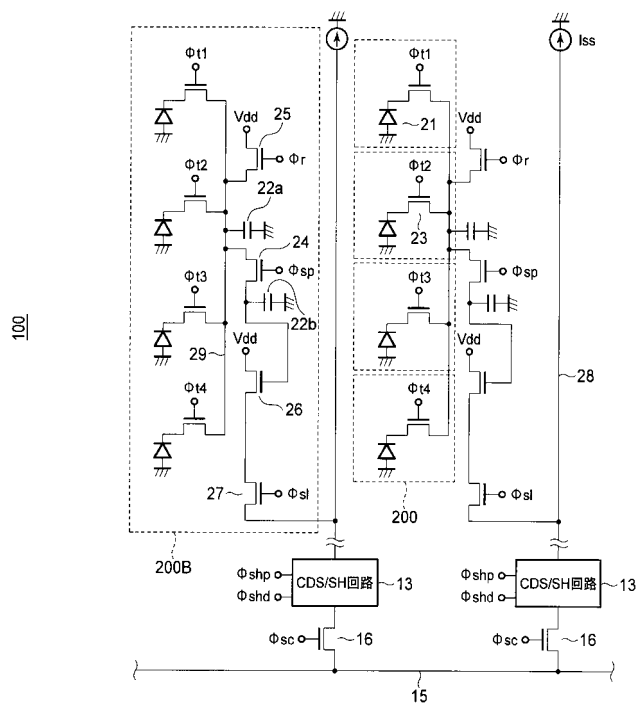 Φt1
Φt1
Iss
Vdd
25
21
Vdd
Φr
Φr
Φt2
22a
Φt2
24
23
Φsp
Φsp
Φt3
Φt3
22b
100
29
Vdd
Vdd
28
Φt4
26
Φt4
27
Φsl
Φsl
200
200B
Φshp
CDS/SH回路
13
Φshp
CDS/SH回路
13
Φshd
Φshd
Φsc
16
Φsc
16
15